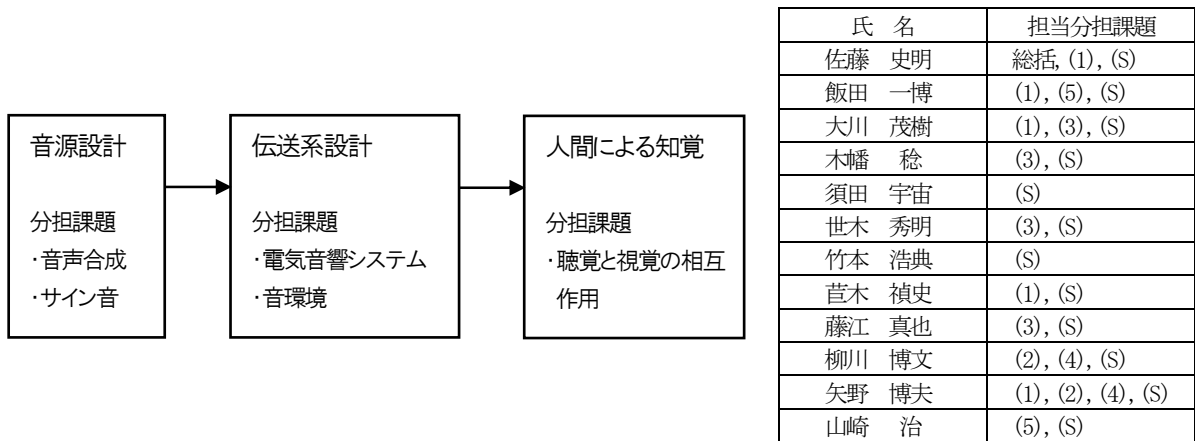 音源設計
分担課題
・音声合成
・サイン音
伝送系設計
分担課題
・電気音響システム
・音環境
人間による知覚
分担課題
・聴覚と視覚の相互
作用
氏 名 担当分担課題
佐藤 史明 総括, (1), (S)
飯田 一博 (1), (5), (S)
大川 茂樹 (1), (3), (S)
木幡 稔 (3), (S)
須田 宇宙 (S)
世木 秀明 (3), (S)
竹本 浩典 (S)
苣木 禎史 (1), (S)
藤江 真也 (3), (S)
柳川 博文 (2), (4), (S)
矢野 博夫 (1), (2), (4), (S)
山崎 治 (5), (S)